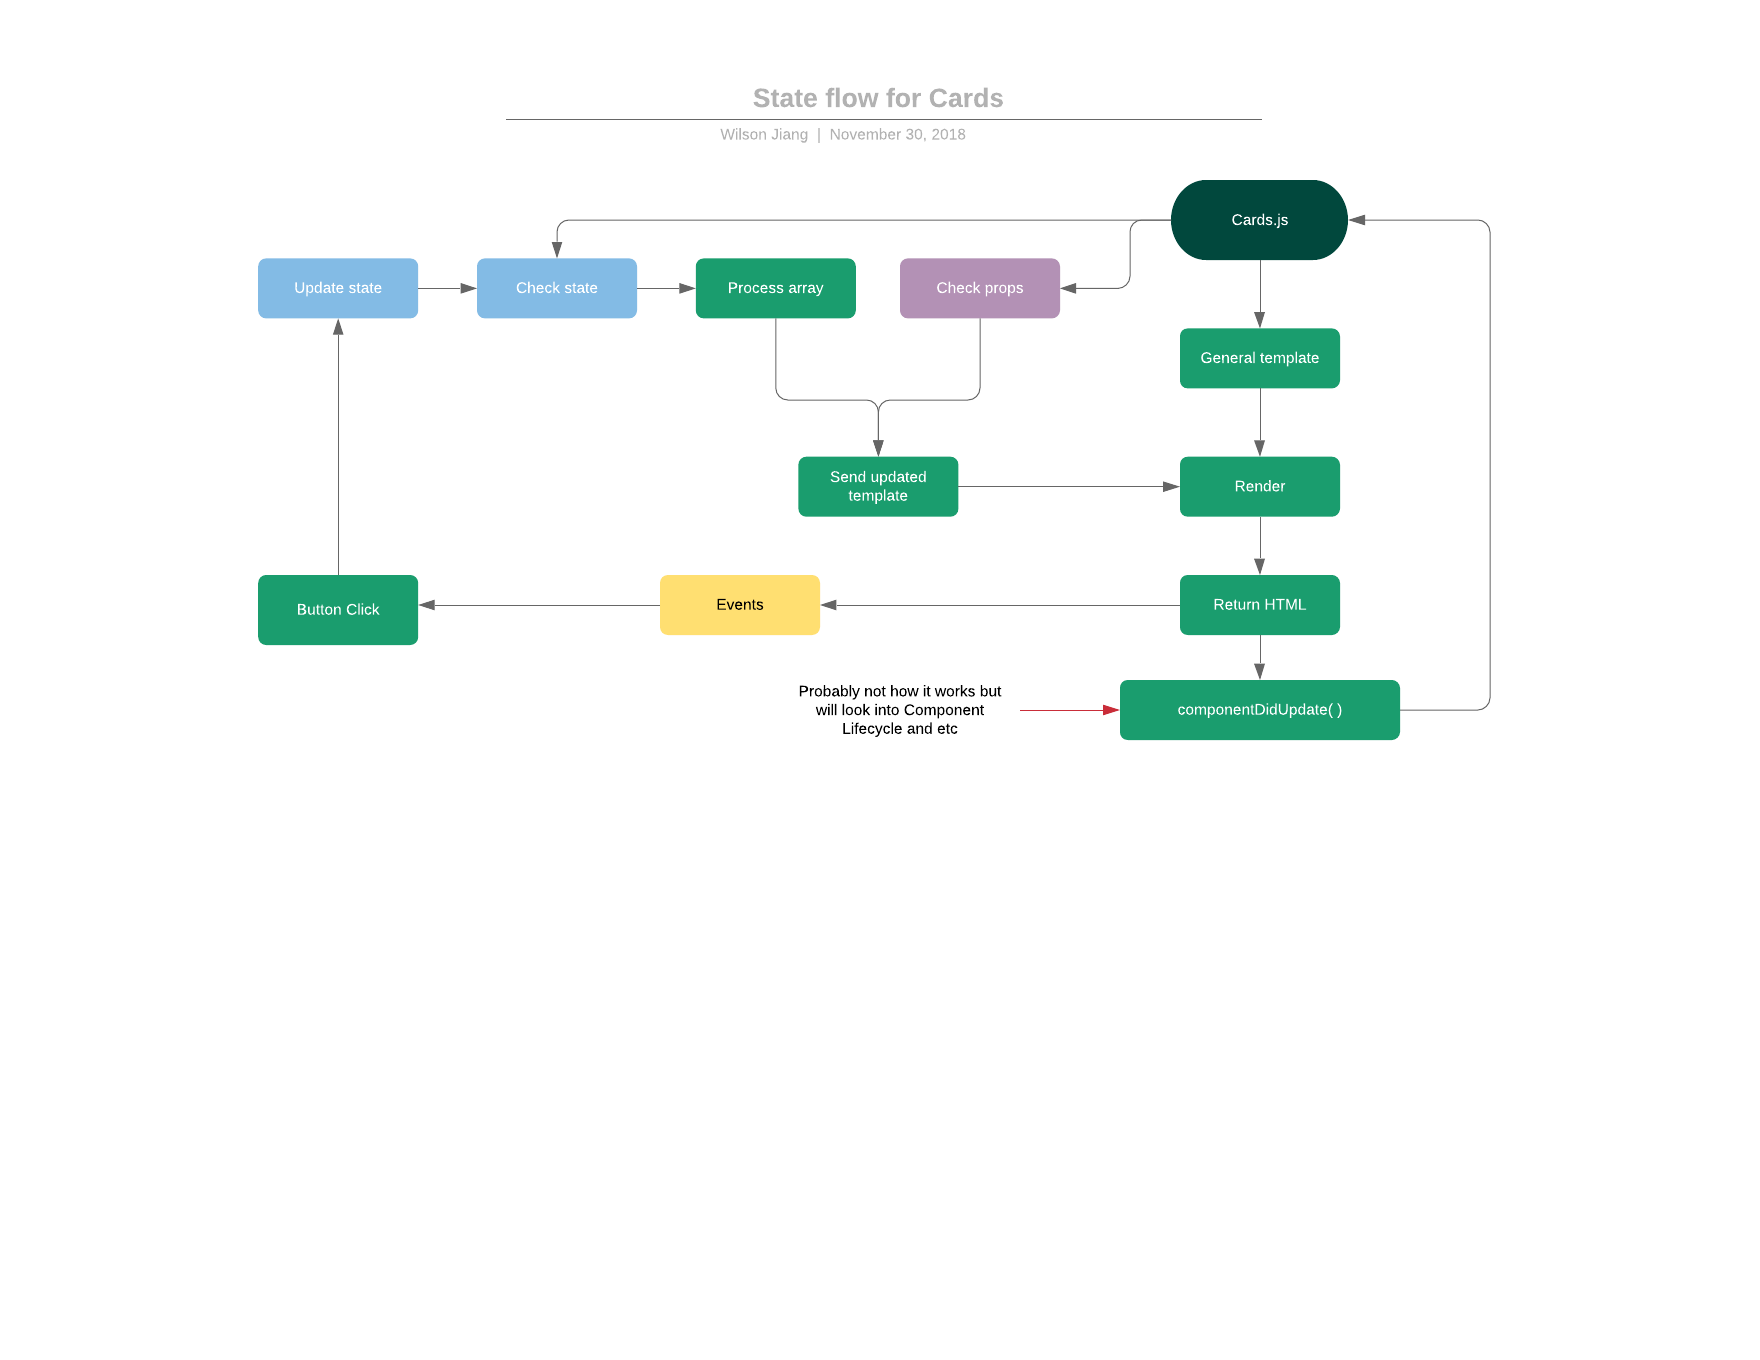 State flow for Cards
Wilson Jiang | November 30, 2018
Cards.js
Update state
Check state
Process array
Check props
General template
Send updated
template
Render
Button Click
Events
Return HTML
Probably not how it works but
will look into Component
Lifecycle and etc
componentDidUpdate( )